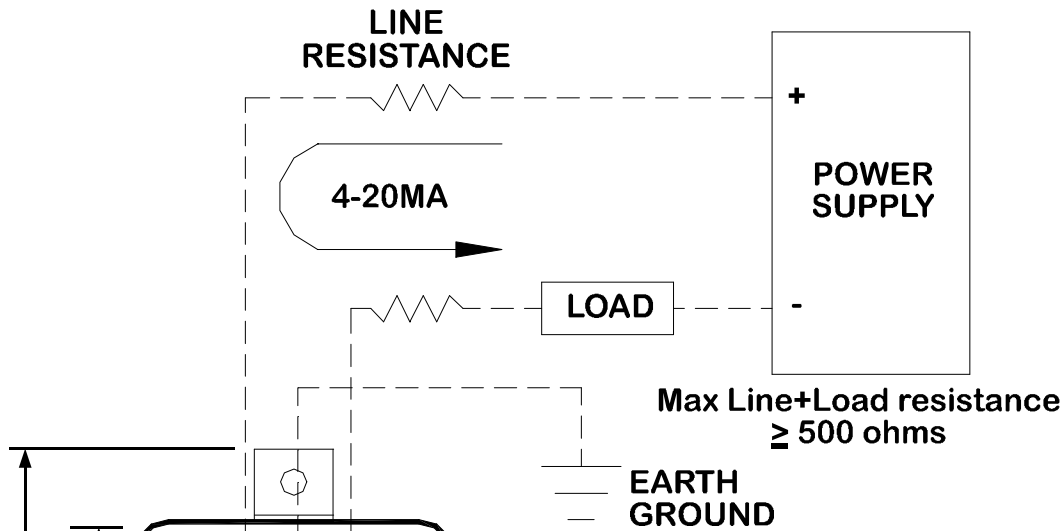 LINE
RESISTANCE
+
POWER
SUPPLY
4-20MA
LOAD
-
Max Line+Load resistance
≥ 500 ohms
EARTH
GROUND